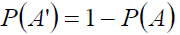 P(A') = 1 − P(A)